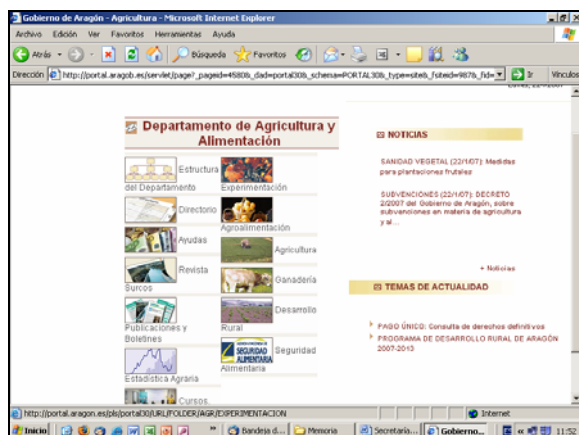 Gobierno de Aragón - Agricultura - Microsoft Internet Explorer
Archivo Edición Ver Favoritos Herramientas Ayuda
Atrás Búsqueda Favoritos
Dirección http://portal.aragob.es/servlet/page?_pageid=4580&_dad=portal30&_schema=PORTAL30&_type=site&_fsiteid=987&_fid= Ir Vínculos
Departamento de Agricultura y
Alimentación
Estructura
del Departamento
Experimentación
Directorio
Agroalimentación
Ayudas
Agricultura
Revista
Surcos
Ganadería
Publicaciones y
Boletines
Desarrollo
Rural
Estadística Agraria
SEGURIDAD
ALIMENTARIA
Seguridad
Alimentaria
Cursos,
NOTICIAS
SANIDAD VEGETAL (22/1/07): Medidas
para plantaciones frutales
SUBVENCIONES (22/1/07): DECRETO
2/2007 del Gobierno de Aragón, sobre
subvenciones en materia de agricultura
y al...
+ Noticias
TEMAS DE ACTUALIDAD
PAGO ÚNICO: Consulta de derechos definitivos
PROGRAMA DE DESARROLLO RURAL DE ARAGÓN
2007-2013
http://portal.aragon.es/pls/portal30/URL/FOLDER/AGR/EXPERIMENTACION Internet
Inicio Bandeja d... Memoria Secretaría... Gobierno... 11:52